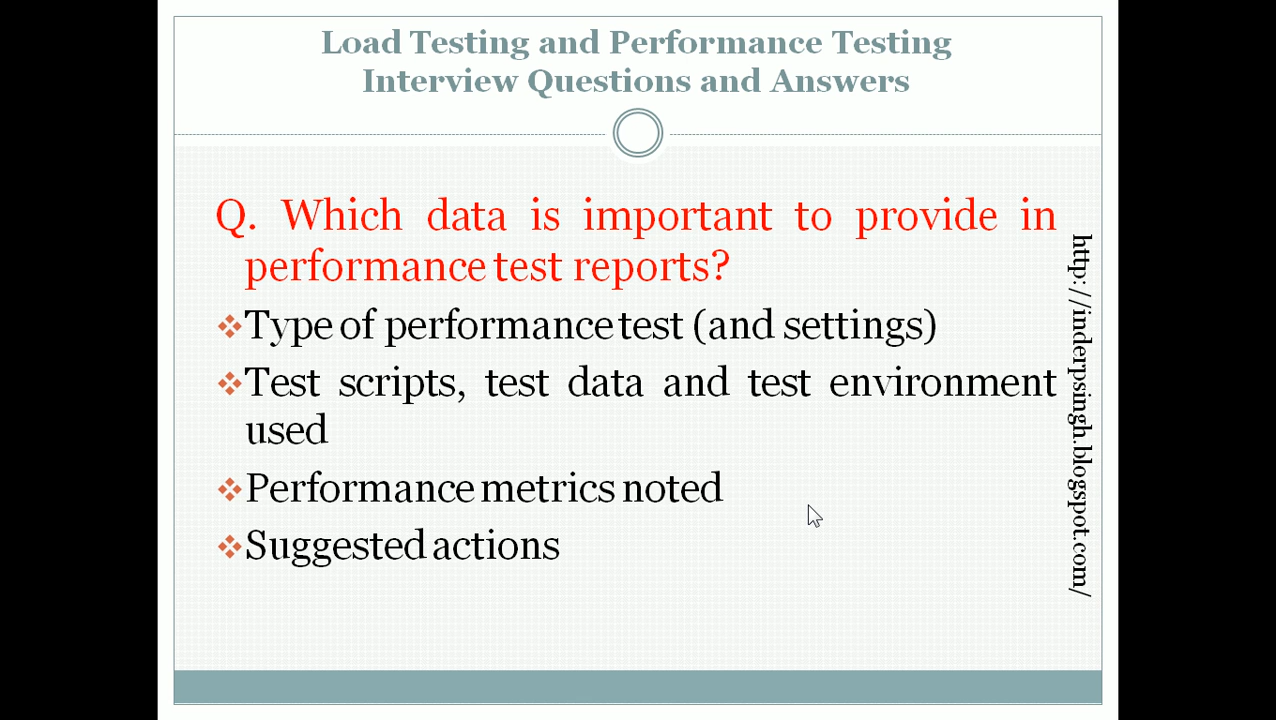 Load Testing and Performance Testing
Interview Questions and Answers
Q. Which data is important to provide in
performance test reports?
❖Type of performance test (and settings)
❖Test scripts, test data and test environment
used
❖Performance metrics noted
❖Suggested actions
http://inderpsingh.blogspot.com/